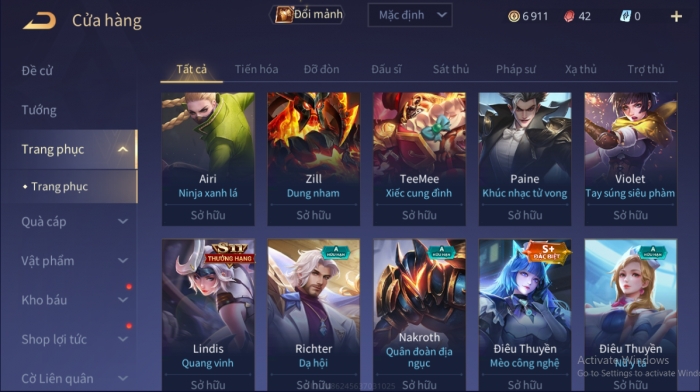 Cửa hàng
Đổi mảnh
Mặc định
6 911
42
0
Đề cử
Tướng
Trang phục
Trang phục
Quà cáp
Vật phẩm
Kho báu
Shop lợi tức
Cờ Liên quân
Tất cả
Tiến hóa
Đỡ đòn
Đấu sĩ
Sát thủ
Pháp sư
Xạ thủ
Trợ thủ
Airi
Ninja xanh lá
Sở hữu
Zill
Dung nham
Sở hữu
TeeMee
Xiếc cung đình
Sở hữu
Paine
Khúc nhạc tử vong
Sở hữu
Violet
Tay súng siêu phàm
Sở hữu
THƯỞNG HẠNG
Lindis
Quang vinh
Sở hữu
A
HỮU HẠN
Richter
Dạ hội
Sở hữu
A
HỮU HẠN
Nakroth
Quân đoàn địa
ngục
Sở hữu
S+
ĐẶC BIỆT
Điêu Thuyền
Mèo công nghệ
Sở hữu
A
HỮU HẠN
Điêu Thuyền
Nữ y tá
Sở hữu
Activate Windows
Go to Settings to activate Wind